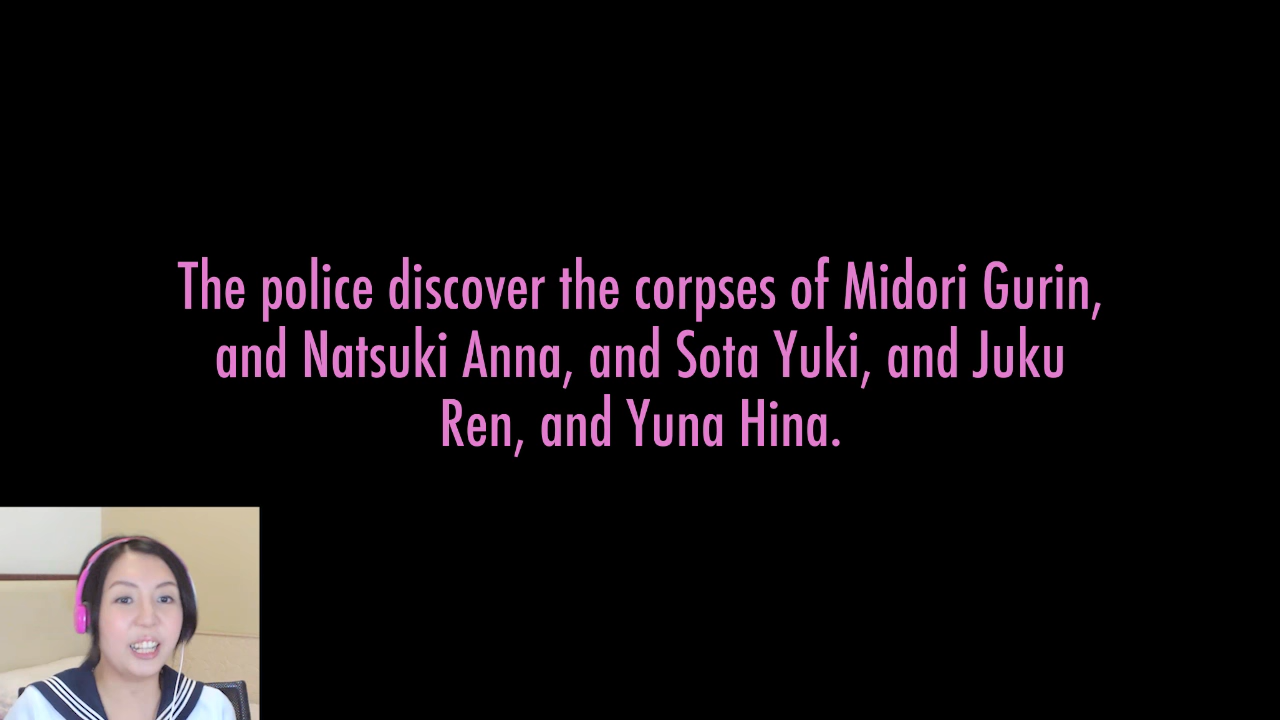 The police discover the corpses of Midori Gurin,
and Natsuki Anna, and Sota Yuki, and Juku
Ren, and Yuna Hina.